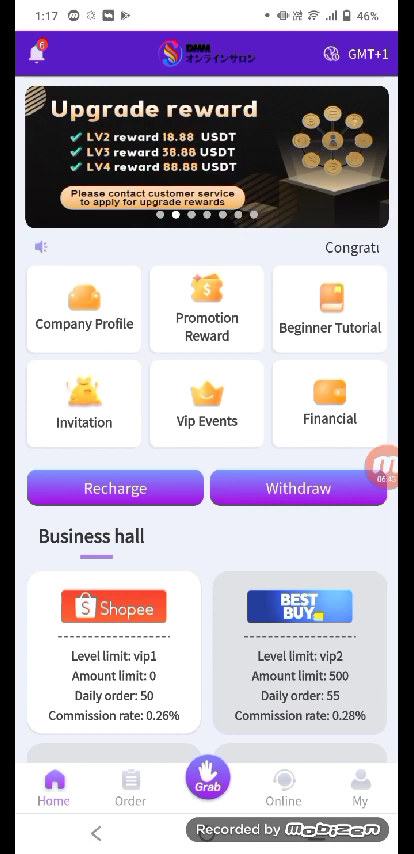 1:17
46%
6
DMM
オンラインサロン
GMT+1
Upgrade reward
LV2 reward 18.88 USDT
LV3 reward 38.88 USDT
LV4 reward 88.88 USDT
Please contact customer service
to apply for upgrade rewards
Congratu
Company Profile
Promotion
Reward
Beginner Tutorial
Invitation
Vip Events
Financial
06:43
Recharge
Withdraw
Business hall
Shopee
BEST
BUY
Level limit: vip1
Amount limit: 0
Daily order: 50
Commission rate: 0.26%
Level limit: vip2
Amount limit: 500
Daily order: 55
Commission rate: 0.28%
Home
Order
Grab
Online
My
Recorded by Mobizen